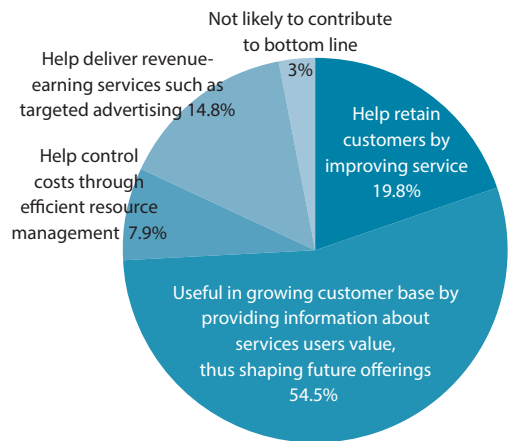 Not likely to contribute
to bottom line
3%
Help deliver revenue-
earning services such as
targeted advertising 14.8%
Help retain
customers by
improving service
19.8%
Help control
costs through
efficient resource
management 7.9%
Useful in growing customer base by
providing information about
services users value,
thus shaping future offerings
54.5%